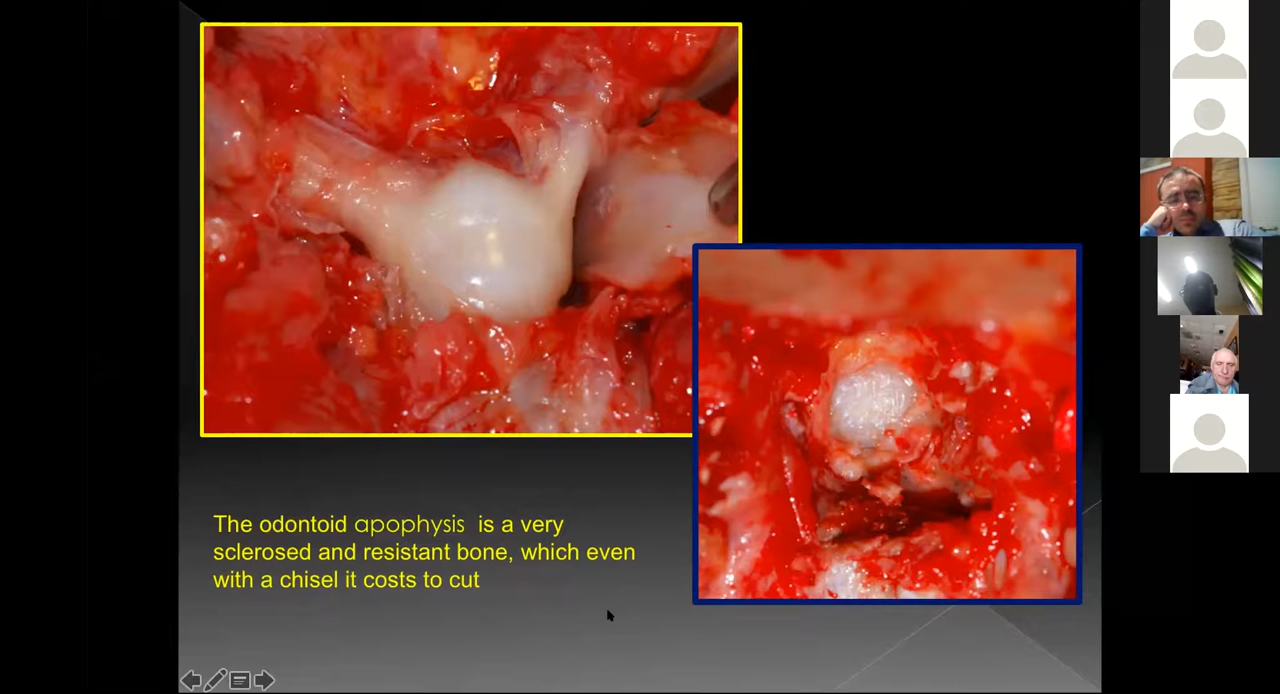 The odontoid apophysis is a very
sclerosed and resistant bone, which even
with a chisel it costs to cut